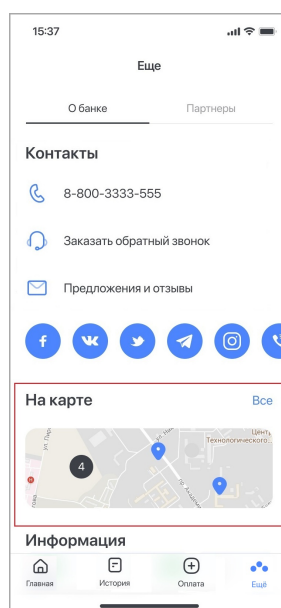 15:37
Еще
О банке
Партнеры
Контакты
8-800-3333-555
Заказать обратный звонок
Предложения и отзывы
На карте
Все
Технологического...
4
Информация
Главная
История
Оплата
Ещё